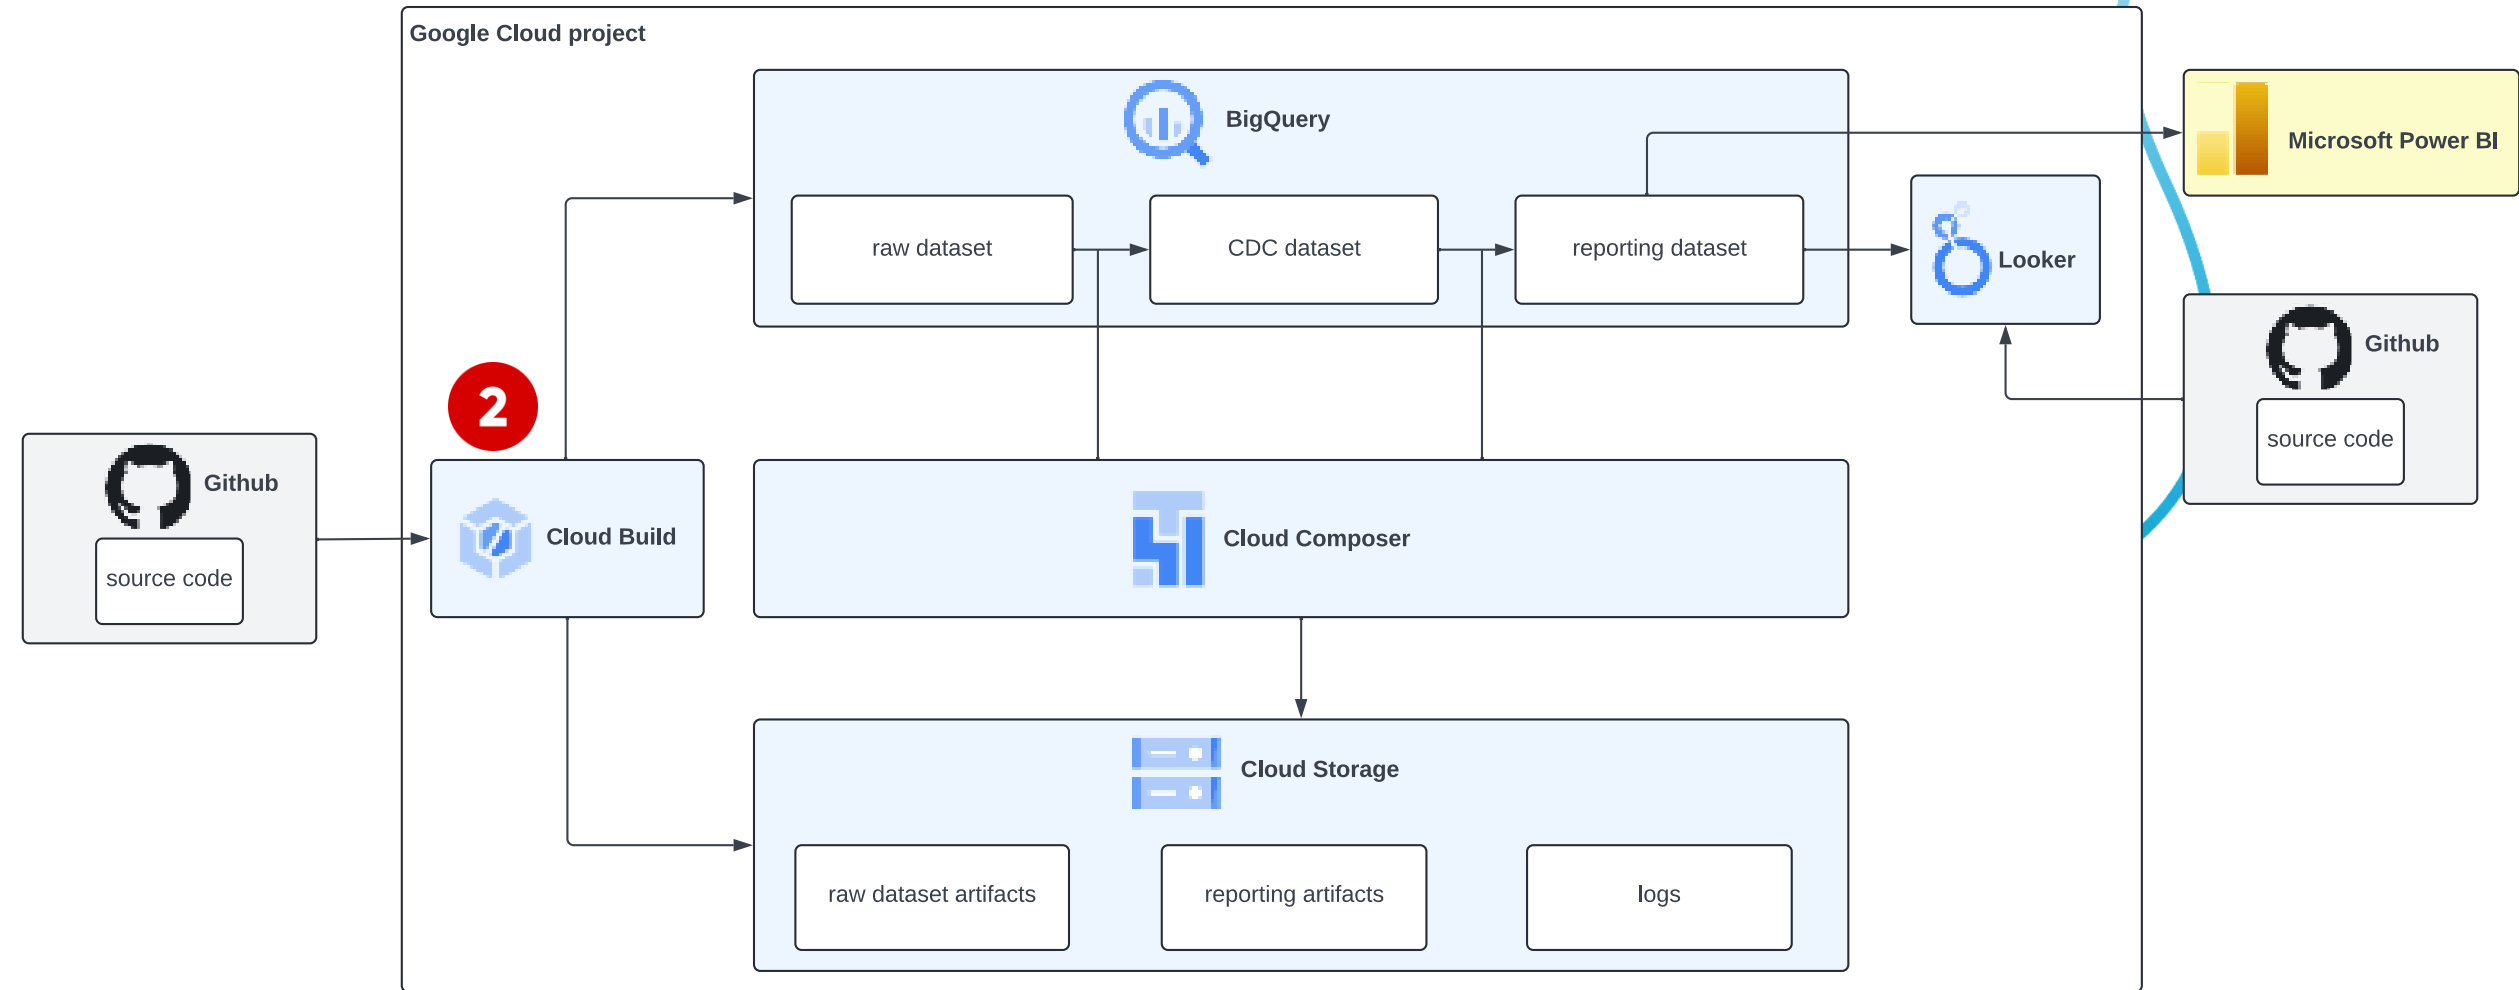 Google Cloud project
BigQuery
Microsoft Power BI
raw dataset
CDC dataset
reporting dataset
Looker
Github
source code
2
Github
source code
Cloud Build
Cloud Composer
Cloud Storage
raw dataset artifacts
reporting artifacts
logs